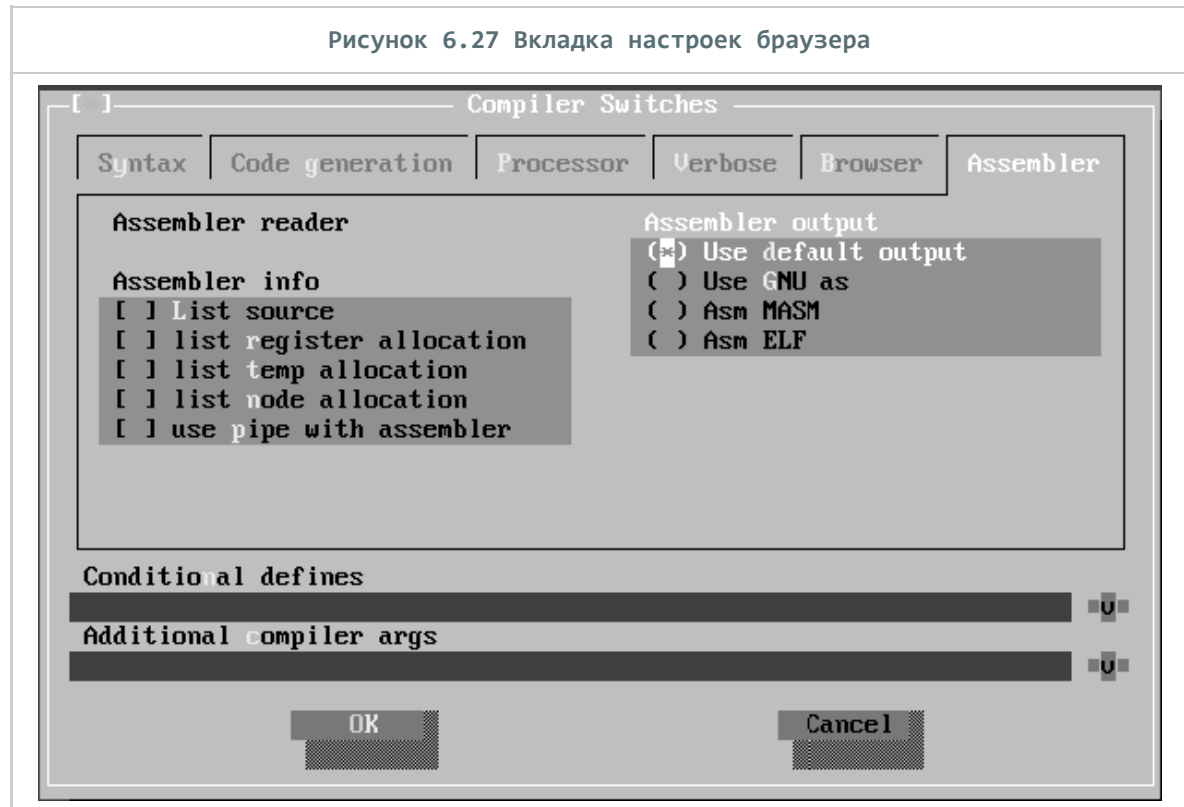 Рисунок 6.27 Вкладка настроек браузера
[*] Compiler Switches
Syntax Code generation Processor Verbose Browser Assembler
Assembler reader
Assembler info
[ ] List source
[ ] list register allocation
[ ] list temp allocation
[ ] list node allocation
[ ] use pipe with assembler
Assembler output
(*) Use default output
( ) Use GNU as
( ) Asm MASM
( ) Asm ELF
Conditional defines
Additional compiler args
OK Cancel